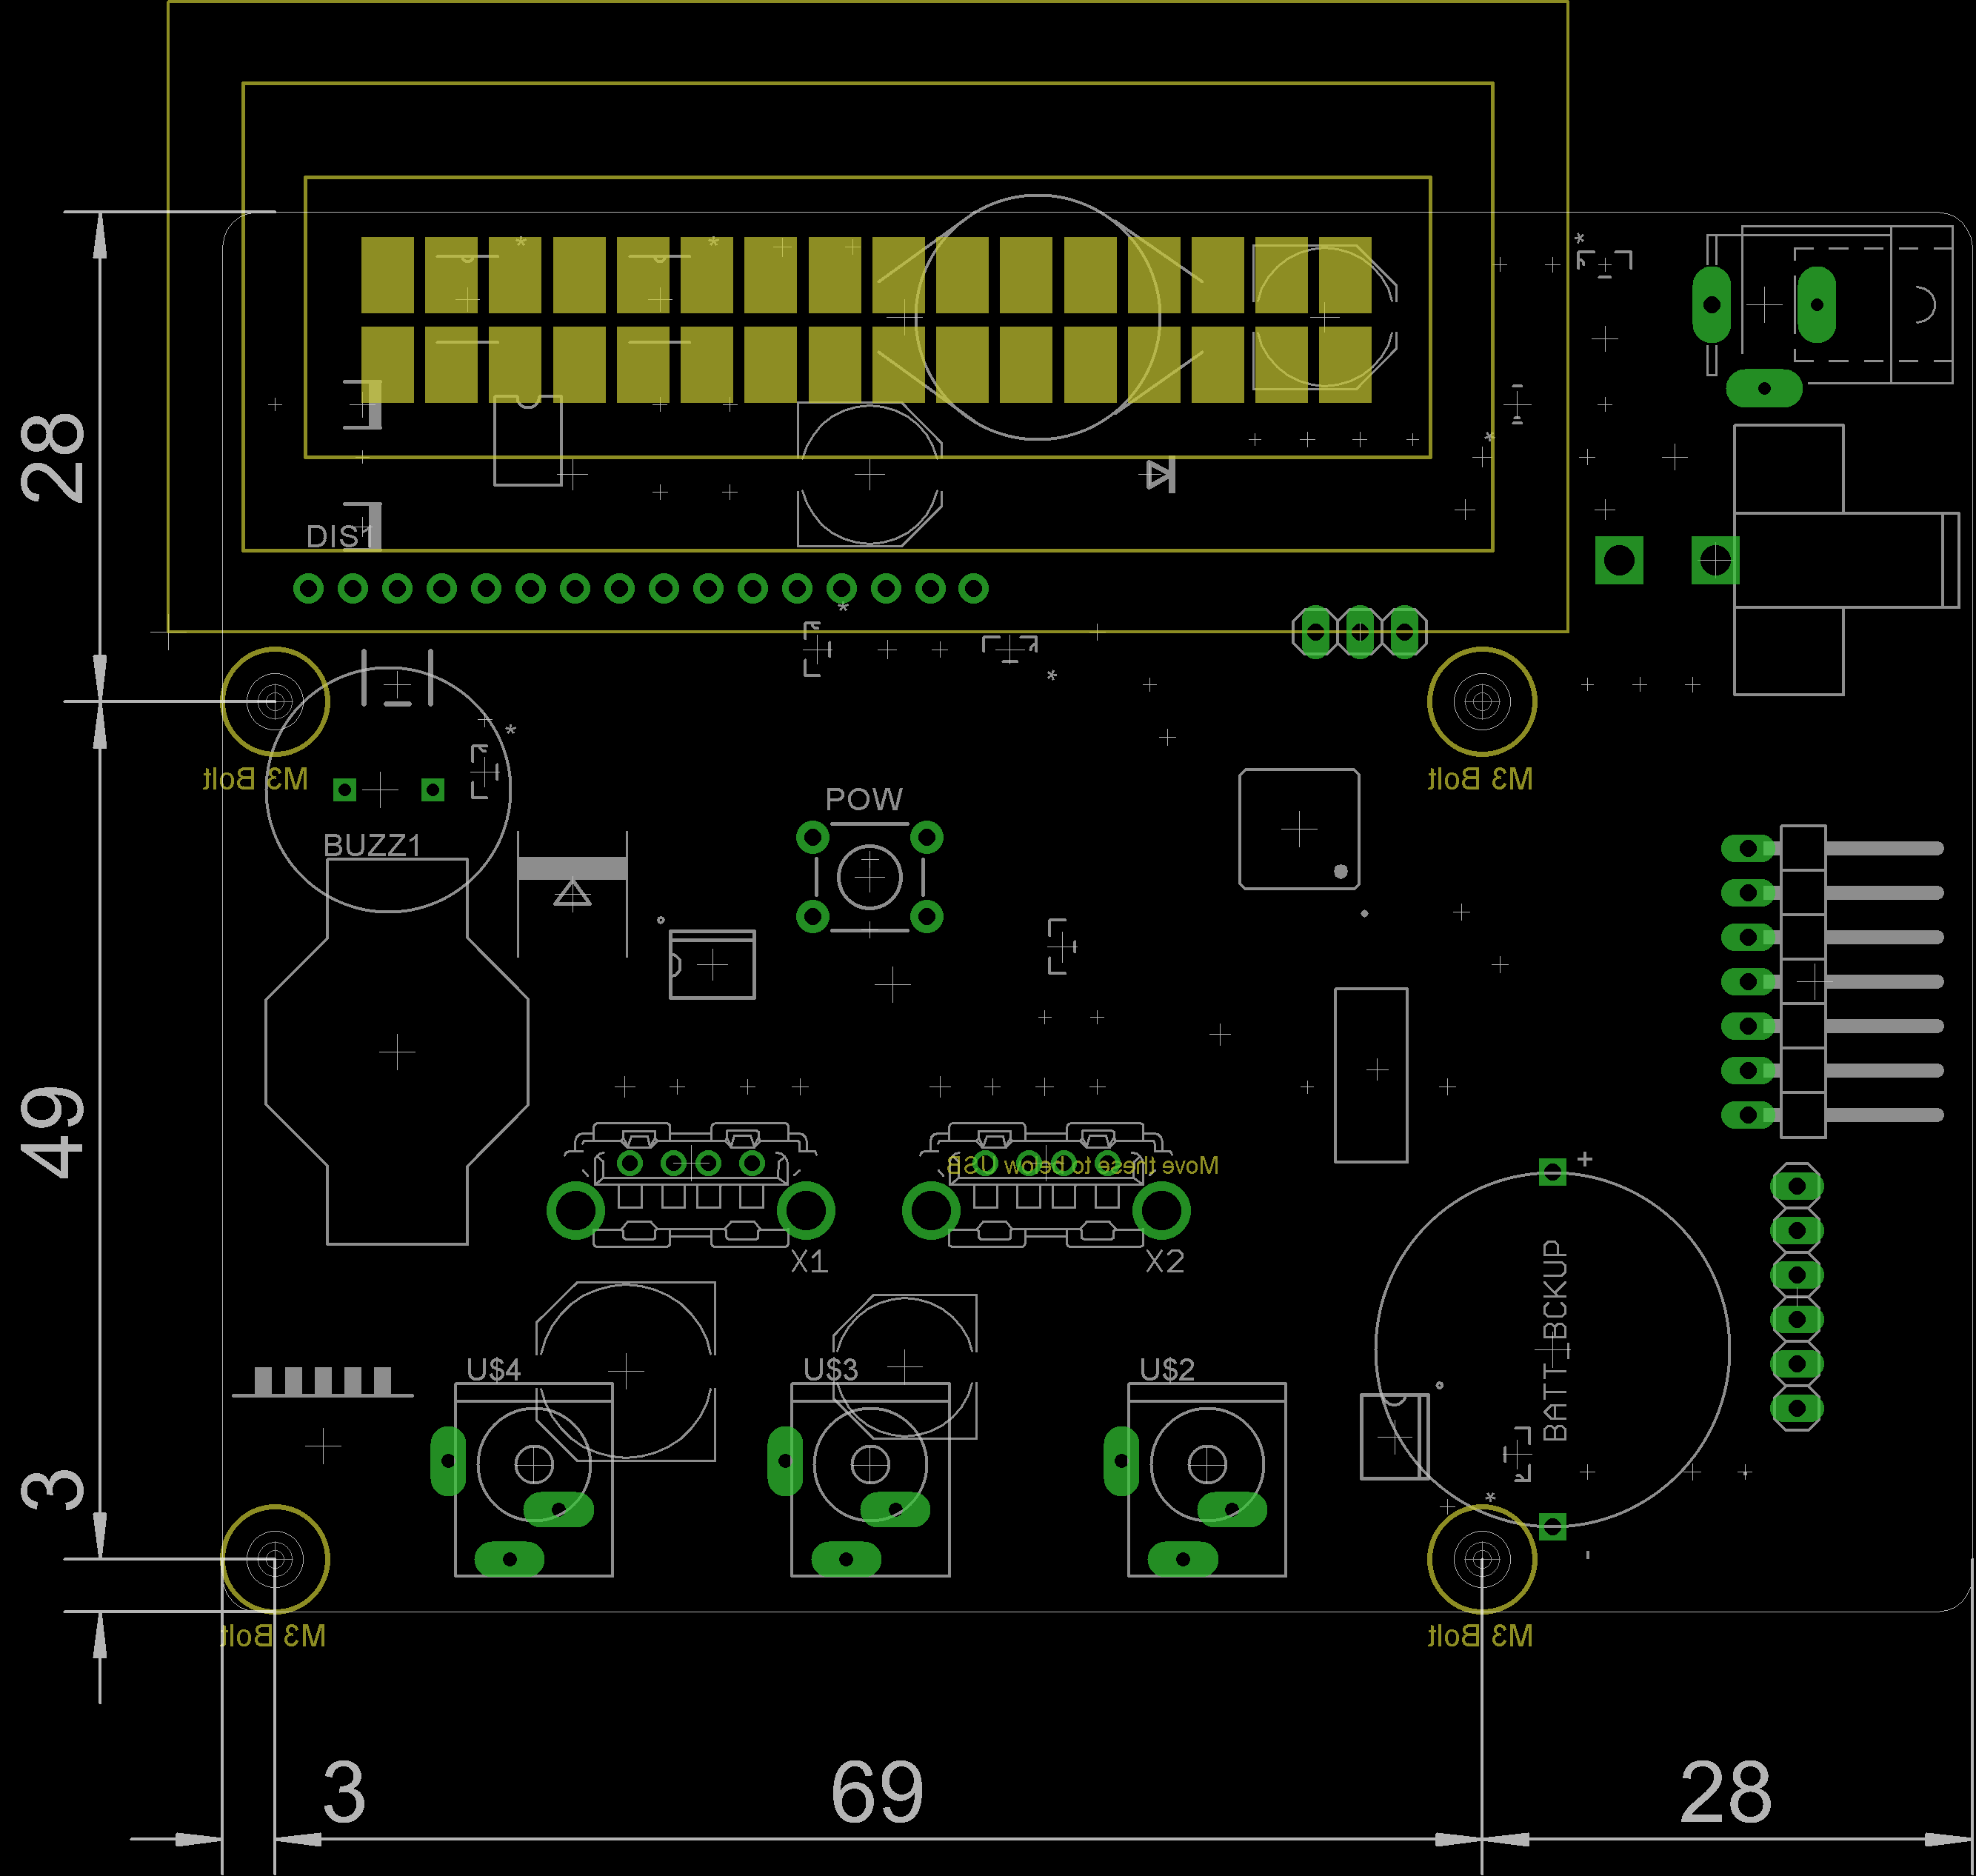 28
DIS1
M3 Bolt
M3 Bolt
POW
BUZZ1
49
Move these to below USB
X1
X2
BATT_BCKUP
+
U$4
U$3
U$2
3
-
M3 Bolt
M3 Bolt
3
69
28